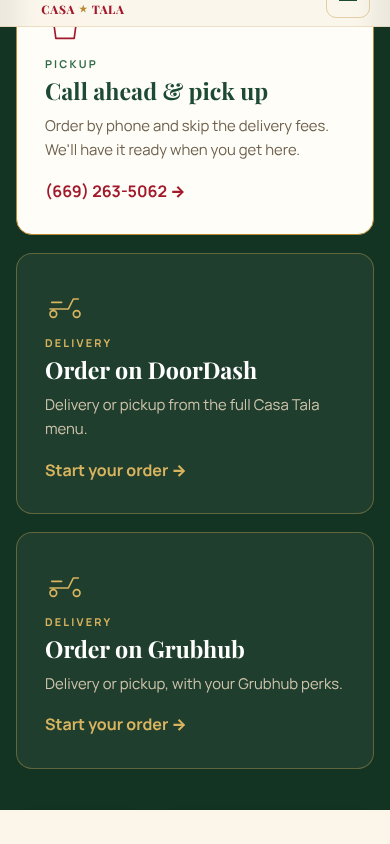 CASA ★ TALA
PICKUP
Call ahead & pick up
Order by phone and skip the delivery fees.
We'll have it ready when you get here.
(669) 263-5062 →
DELIVERY
Order on DoorDash
Delivery or pickup from the full Casa Tala
menu.
Start your order →
DELIVERY
Order on Grubhub
Delivery or pickup, with your Grubhub perks.
Start your order →